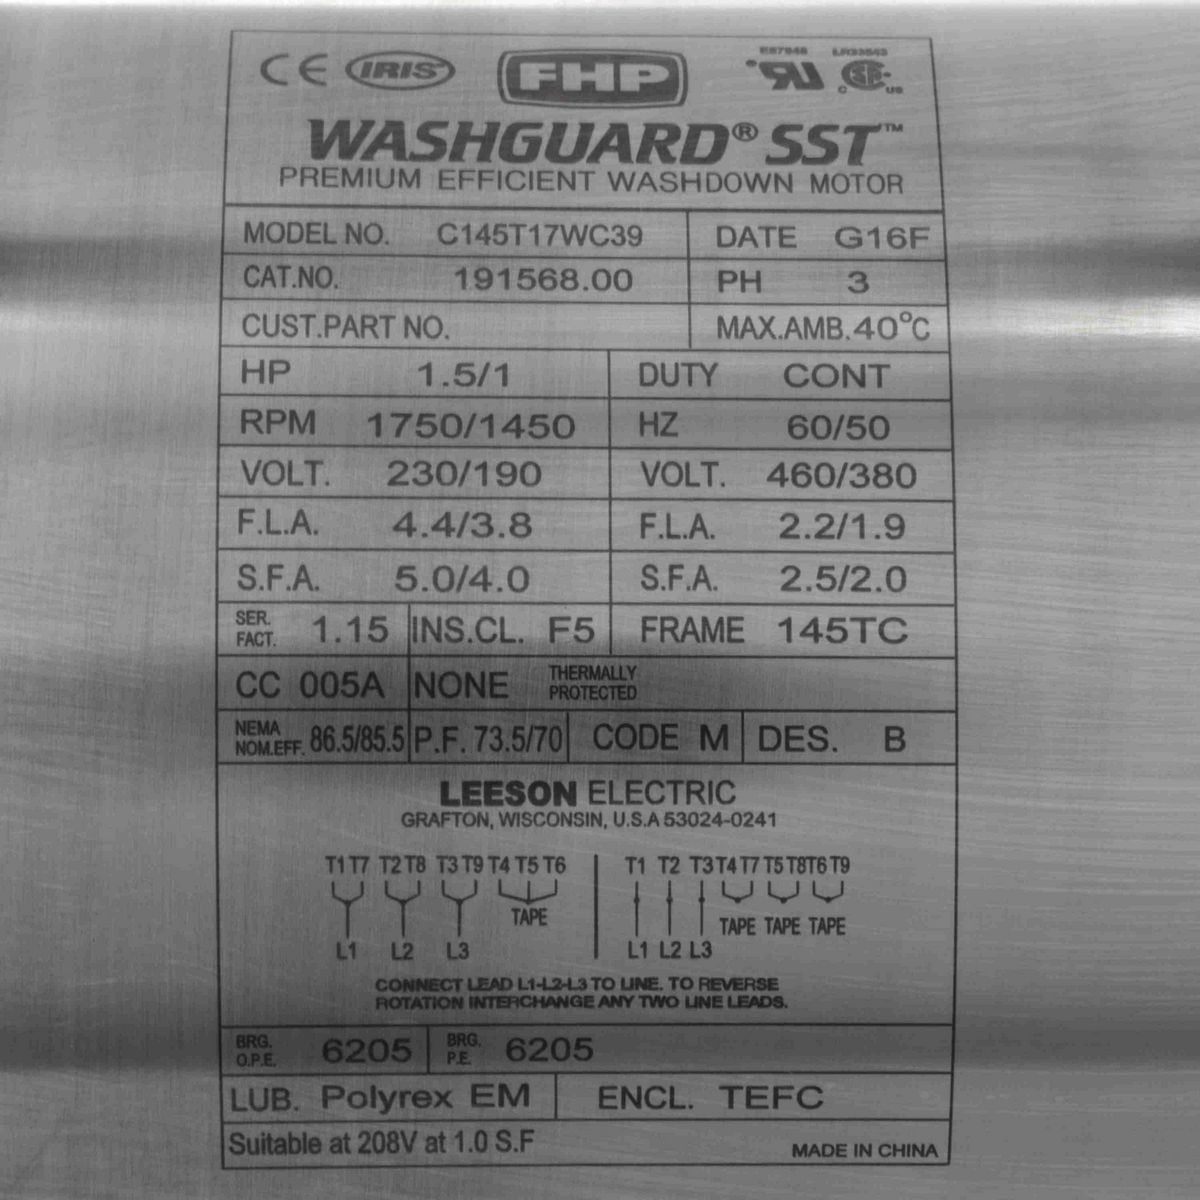 CE IRIS FHP E57948 LR33543
c us
WASHGUARD® SST™
PREMIUM EFFICIENT WASHDOWN MOTOR
MODEL NO. C145T17WC39 DATE G16F
CAT.NO. 191568.00 PH 3
CUST.PART NO. MAX.AMB.40°C
HP 1.5/1 DUTY CONT
RPM 1750/1450 HZ 60/50
VOLT. 230/190 VOLT. 460/380
F.L.A. 4.4/3.8 F.L.A. 2.2/1.9
S.F.A. 5.0/4.0 S.F.A. 2.5/2.0
SER. FACT. 1.15 INS.CL. F5 FRAME 145TC
CC 005A NONE THERMALLY PROTECTED
NEMA NOM.EFF. 86.5/85.5 P.F. 73.5/70 CODE M DES. B
LEESON ELECTRIC
GRAFTON, WISCONSIN, U.S.A 53024-0241
T1 T7 T2 T8 T3 T9 T4 T5 T6 T1 T2 T3 T4 T7 T5 T8 T6 T9
TAPE TAPE TAPE TAPE
L1 L2 L3 L1 L2 L3
CONNECT LEAD L1-L2-L3 TO LINE. TO REVERSE
ROTATION INTERCHANGE ANY TWO LINE LEADS.
BRG. O.P.E. 6205 BRG. P.E. 6205
LUB. Polyrex EM ENCL. TEFC
Suitable at 208V at 1.0 S.F MADE IN CHINA